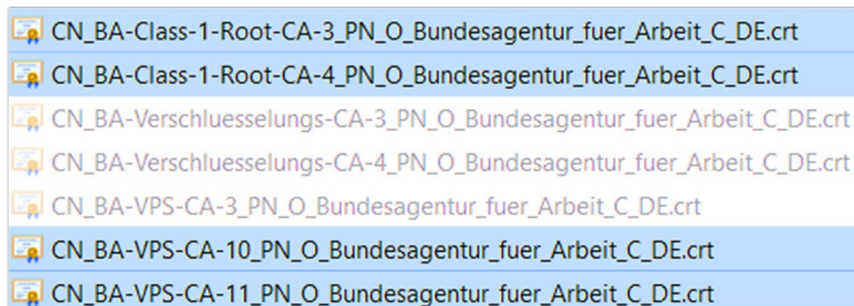 CN_BA-Class-1-Root-CA-3_PN_O_Bundesagentur_fuer_Arbeit_C_DE.crt
CN_BA-Class-1-Root-CA-4_PN_O_Bundesagentur_fuer_Arbeit_C_DE.crt
CN_BA-Verschluesselungs-CA-3_PN_O_Bundesagentur_fuer_Arbeit_C_DE.crt
CN_BA-Verschluesselungs-CA-4_PN_O_Bundesagentur_fuer_Arbeit_C_DE.crt
CN_BA-VPS-CA-3_PN_O_Bundesagentur_fuer_Arbeit_C_DE.crt
CN_BA-VPS-CA-10_PN_O_Bundesagentur_fuer_Arbeit_C_DE.crt
CN_BA-VPS-CA-11_PN_O_Bundesagentur_fuer_Arbeit_C_DE.crt